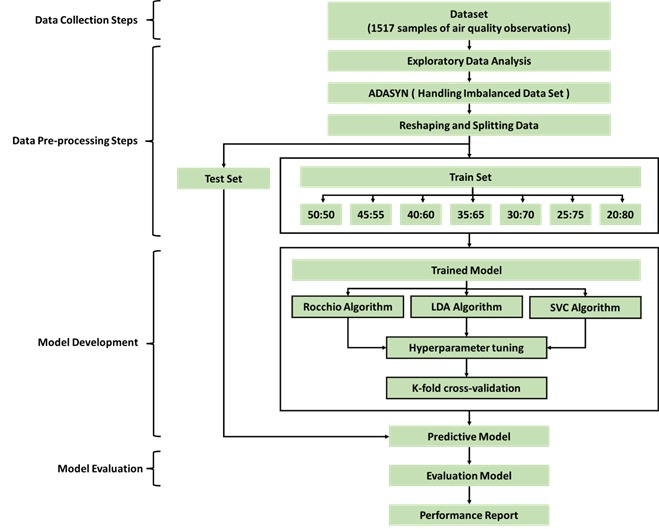 Data Collection Steps
Dataset
(1517 samples of air quality observations)
Exploratory Data Analysis
ADASYN ( Handling Imbalanced Data Set )
Reshaping and Splitting Data
Data Pre-processing Steps
Test Set
Train Set
50:50 45:55 40:60 35:65 30:70 25:75 20:80
Trained Model
Rocchio Algorithm LDA Algorithm SVC Algorithm
Model Development
Hyperparameter tuning
K-fold cross-validation
Predictive Model
Model Evaluation
Evaluation Model
Performance Report